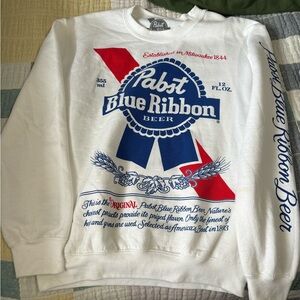 Pabst
Established in Milwaukee 1844
355
ml
12
FL. OZ.
Pabst
Blue Ribbon
BEER
This is the ORIGINAL Pabst Blue Ribbon Beer. Nature's
choicest products provide its prized flavor. Only the finest of
hops and grains are used. Selected as America's Best in 1893
Pabst Blue Ribbon Beer